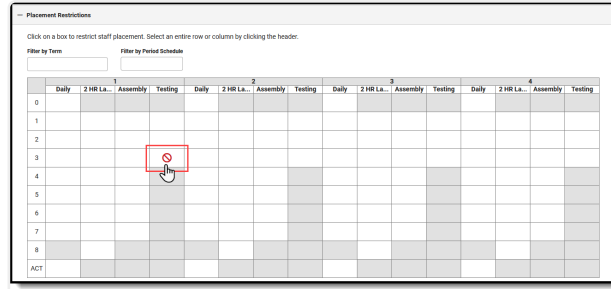 Placement Restrictions
Click on a box to restrict staff placement. Select an entire row or column by clicking the header.
Filter by Term Filter by Period Schedule
1 2 3 4
Daily 2 HR La... Assembly Testing Daily 2 HR La... Assembly Testing Daily 2 HR La... Assembly Testing Daily 2 HR La... Assembly Testing
0
1
2
3
4
5
6
7
8
ACT